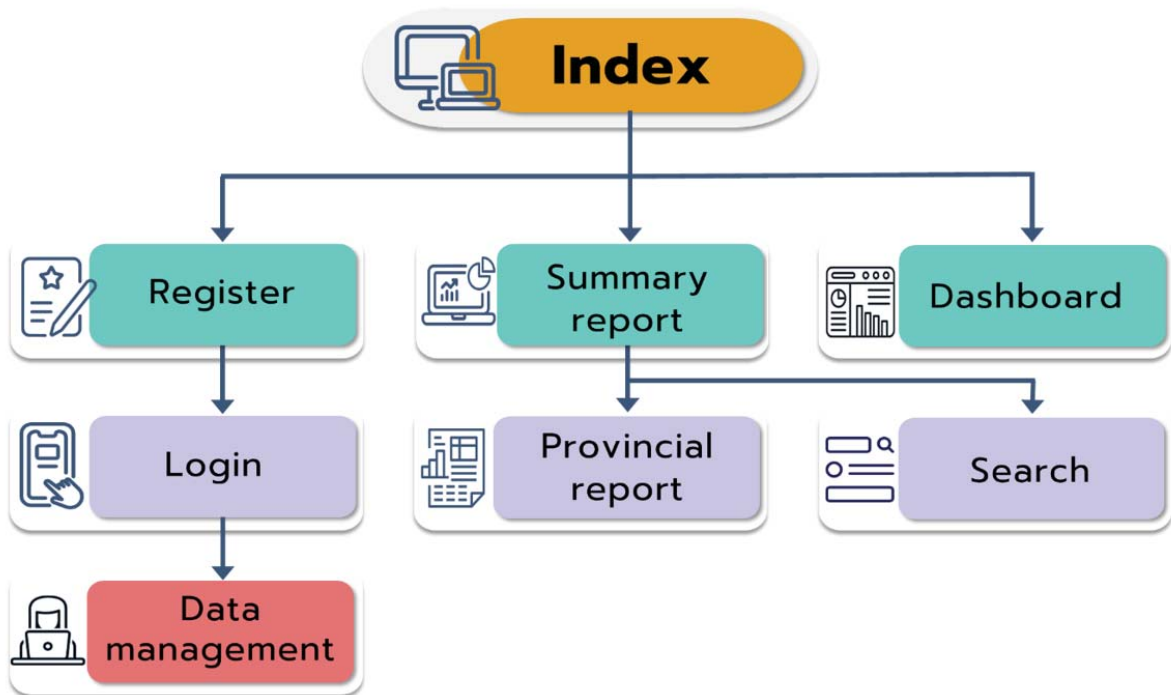 Index
Register
Summary
report
Dashboard
Login
Provincial
report
Search
Data
management